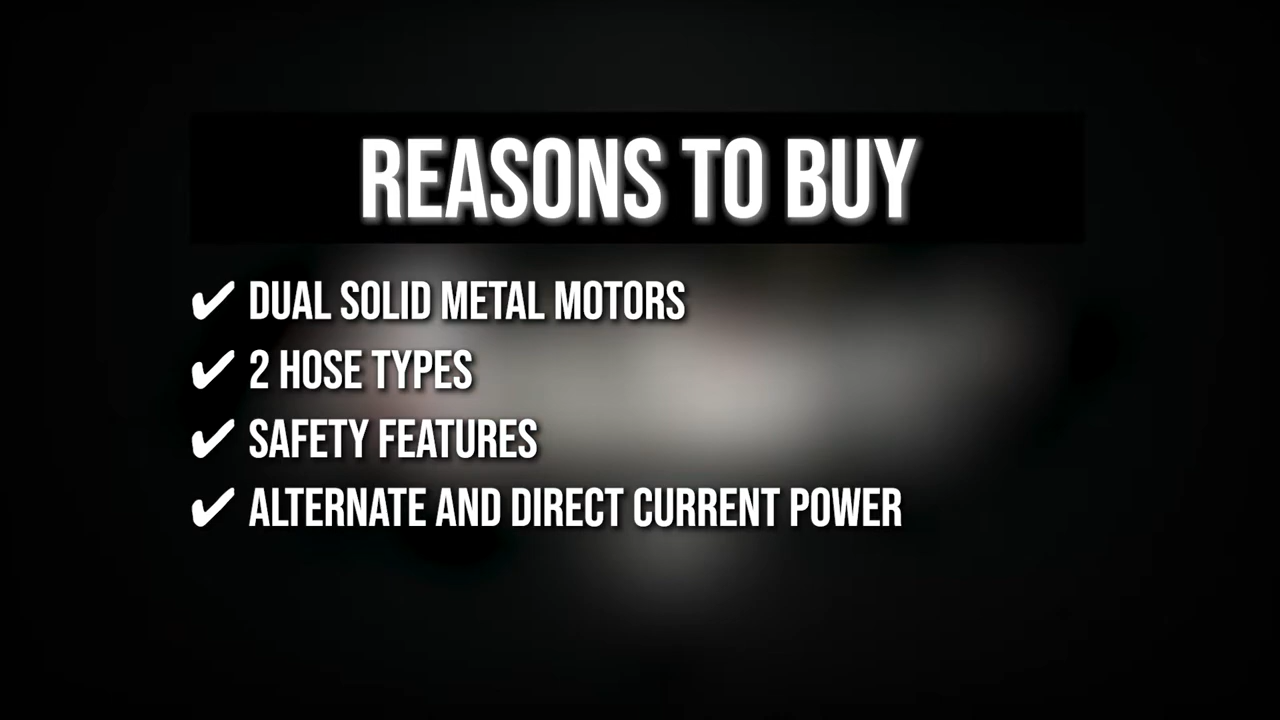 REASONS TO BUY
✔ DUAL SOLID METAL MOTORS
✔ 2 HOSE TYPES
✔ SAFETY FEATURES
✔ ALTERNATE AND DIRECT CURRENT POWER